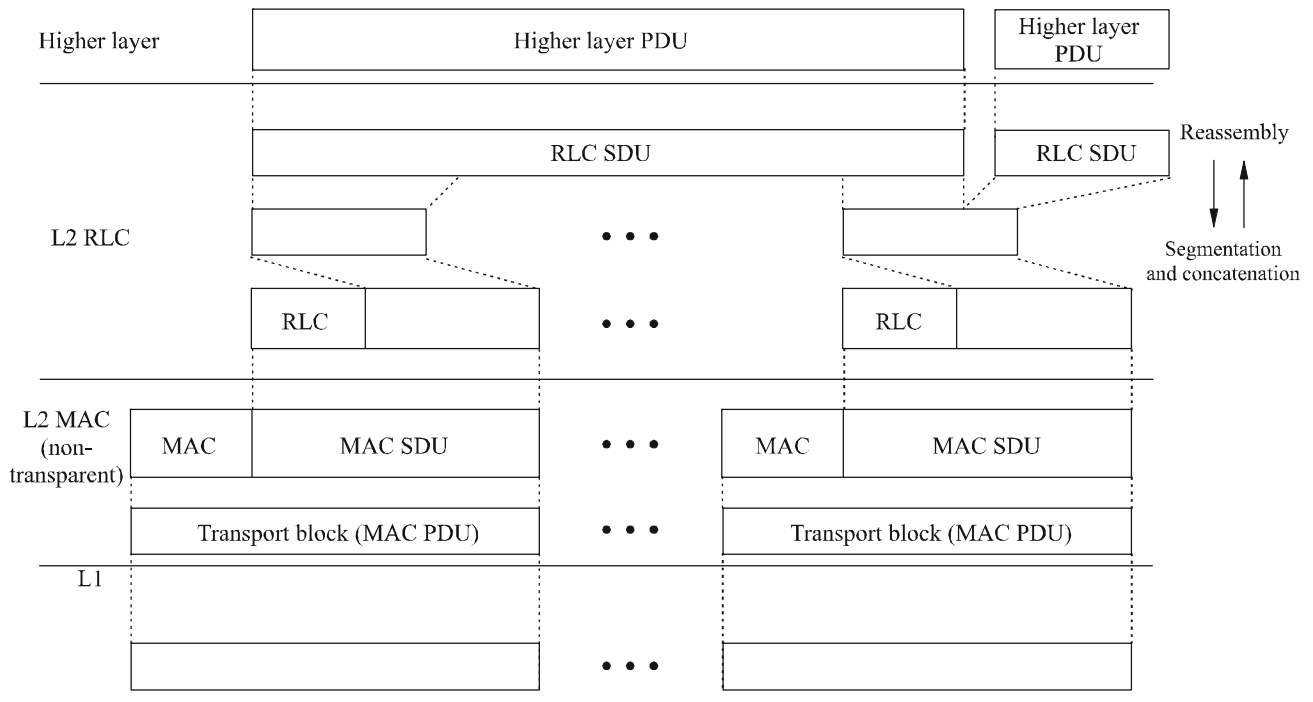 Higher layer
Higher layer PDU
Higher layer
PDU
RLC SDU
RLC SDU
Reassembly
L2 RLC
Segmentation
and concatenation
RLC
RLC
L2 MAC
(non-
transparent)
MAC
MAC SDU
MAC
MAC SDU
Transport block (MAC PDU)
Transport block (MAC PDU)
L1